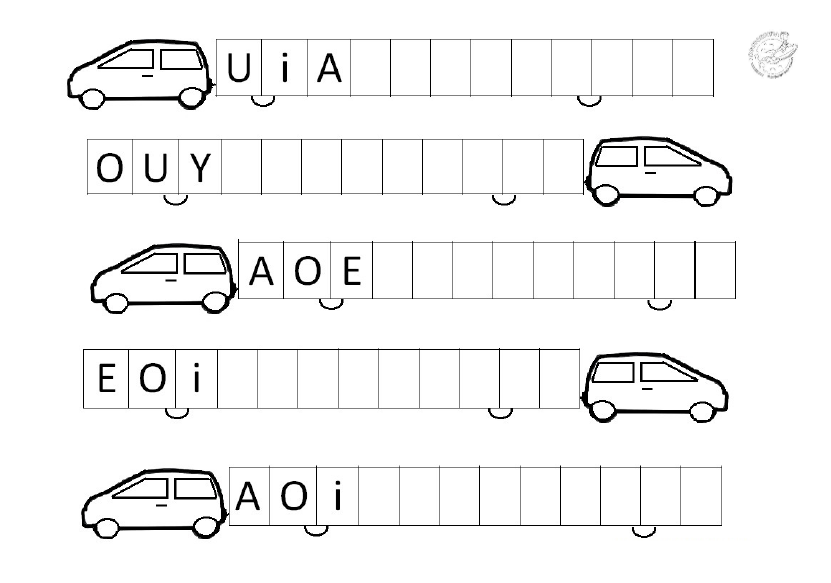 U i A
O U Y
A O E
E O i
A O i